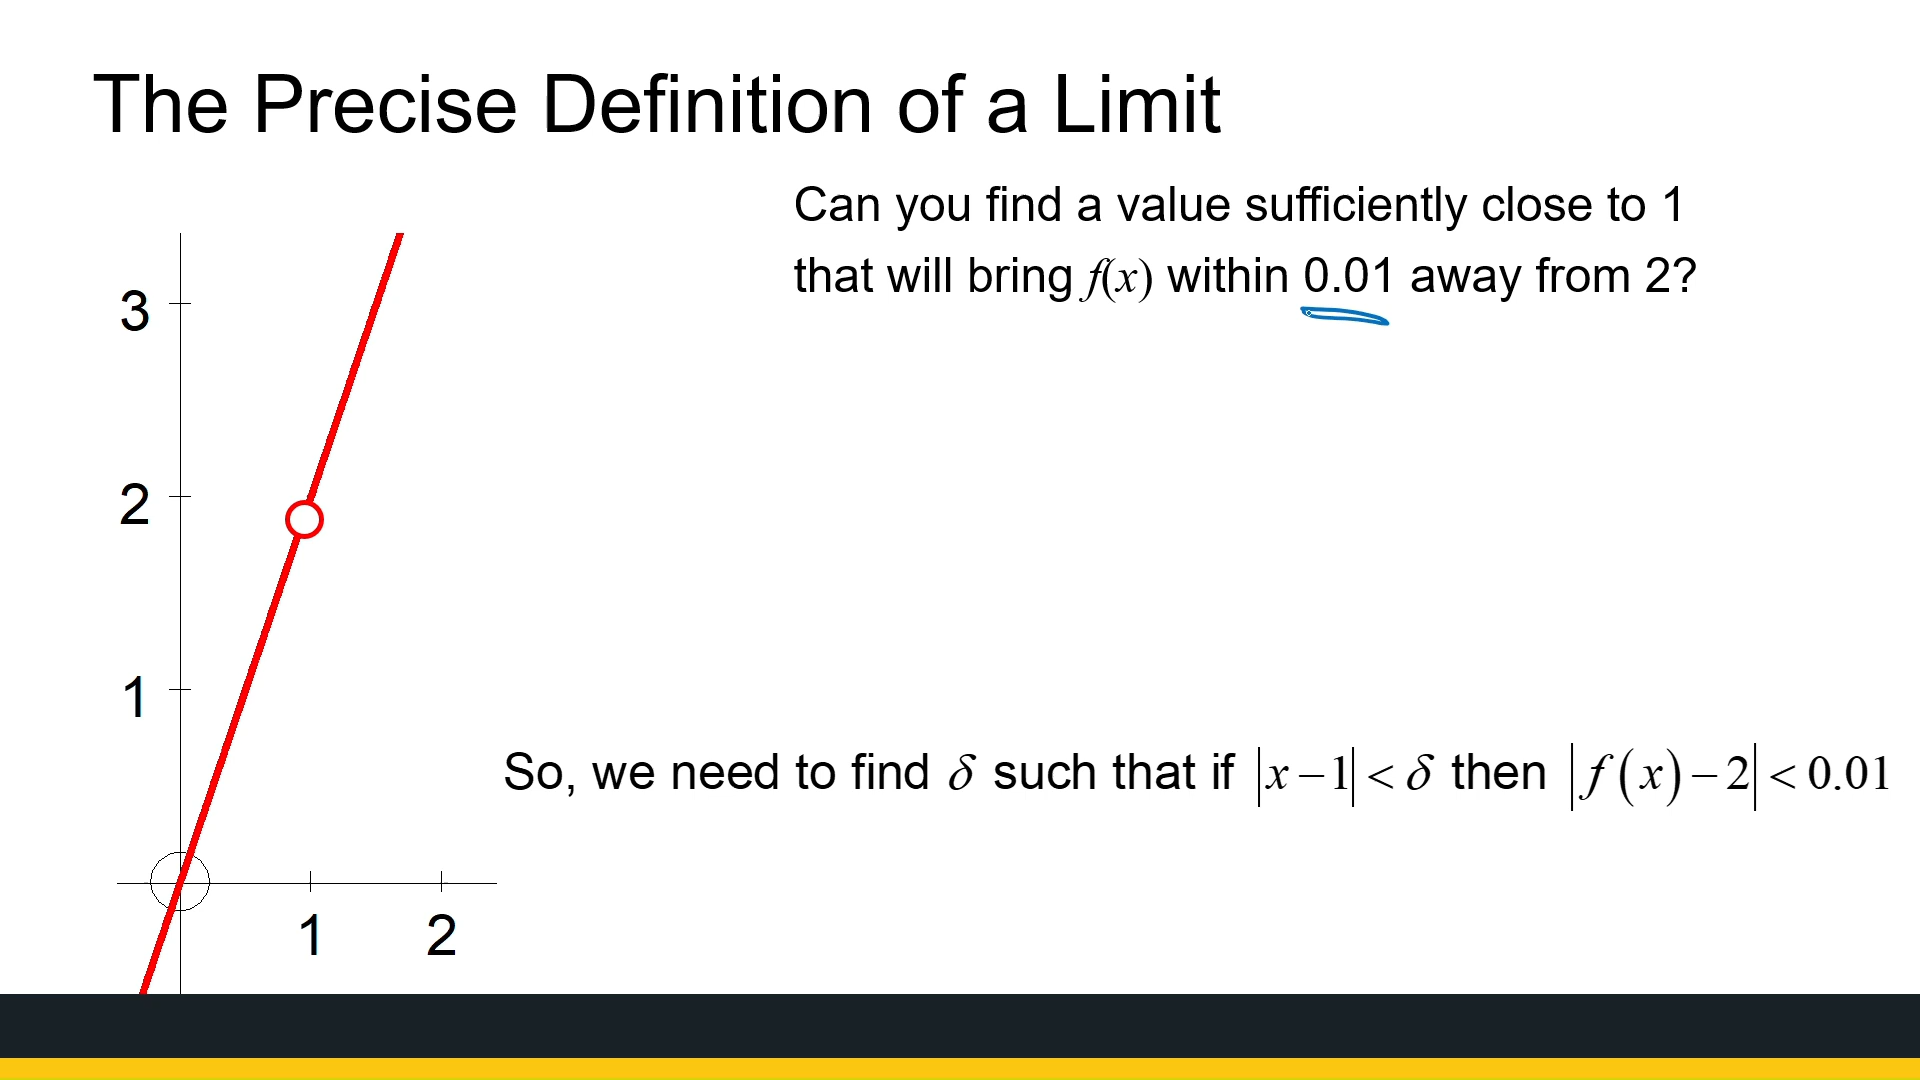 The Precise Definition of a Limit
Can you find a value sufficiently close to 1
that will bring f(x) within 0.01 away from 2?
3
2
1
So, we need to find δ such that if |x−1| < δ then |f(x)−2| < 0.01
1 2